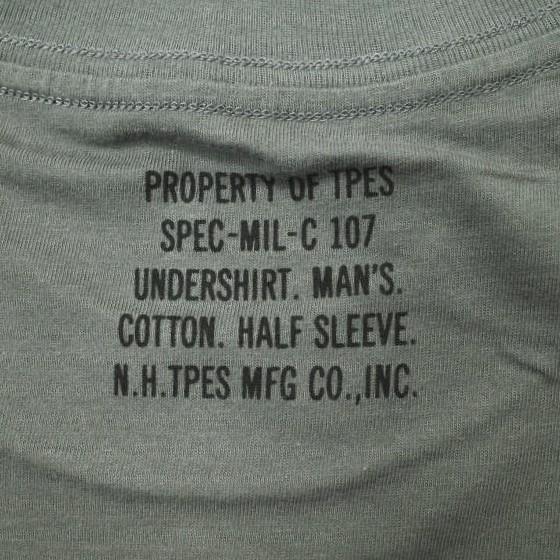 PROPERTY OF TPES
SPEC-MIL-C 107
UNDERSHIRT. MAN'S.
COTTON. HALF SLEEVE.
N.H.TPES MFG CO.,INC.